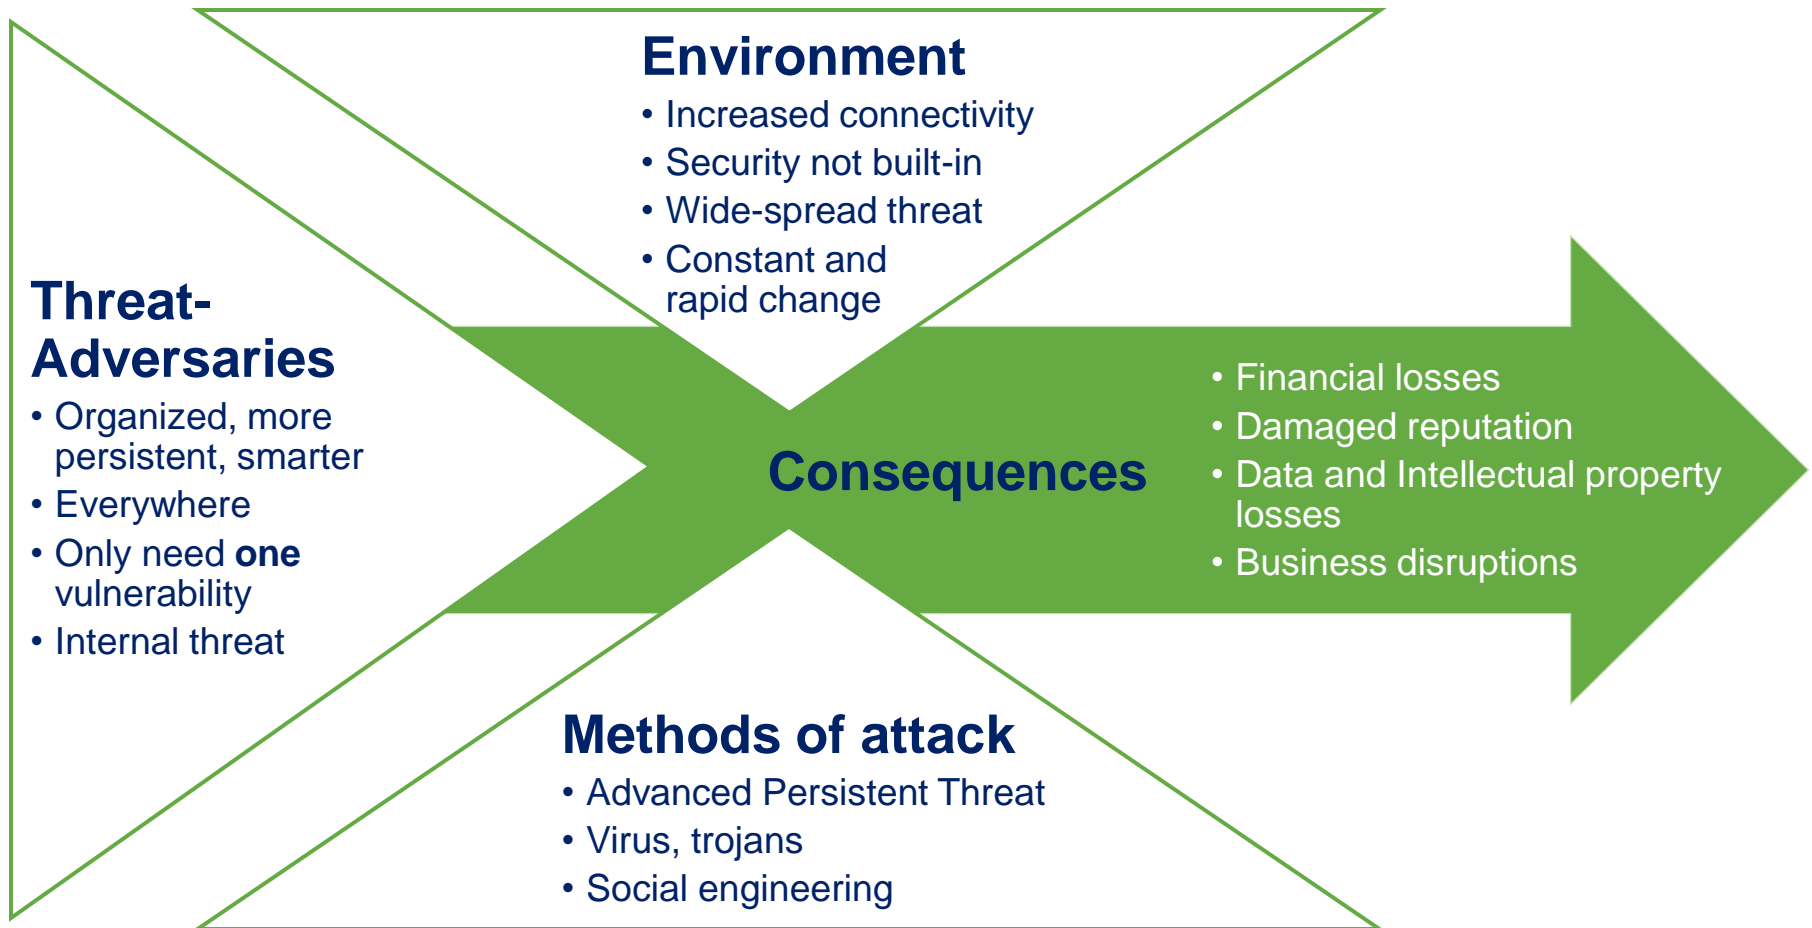 Environment
• Increased connectivity
• Security not built-in
• Wide-spread threat
• Constant and
rapid change
Threat-
Adversaries
• Organized, more
persistent, smarter
• Everywhere
• Only need one
vulnerability
• Internal threat
Consequences
• Financial losses
• Damaged reputation
• Data and Intellectual property
losses
• Business disruptions
Methods of attack
• Advanced Persistent Threat
• Virus, trojans
• Social engineering